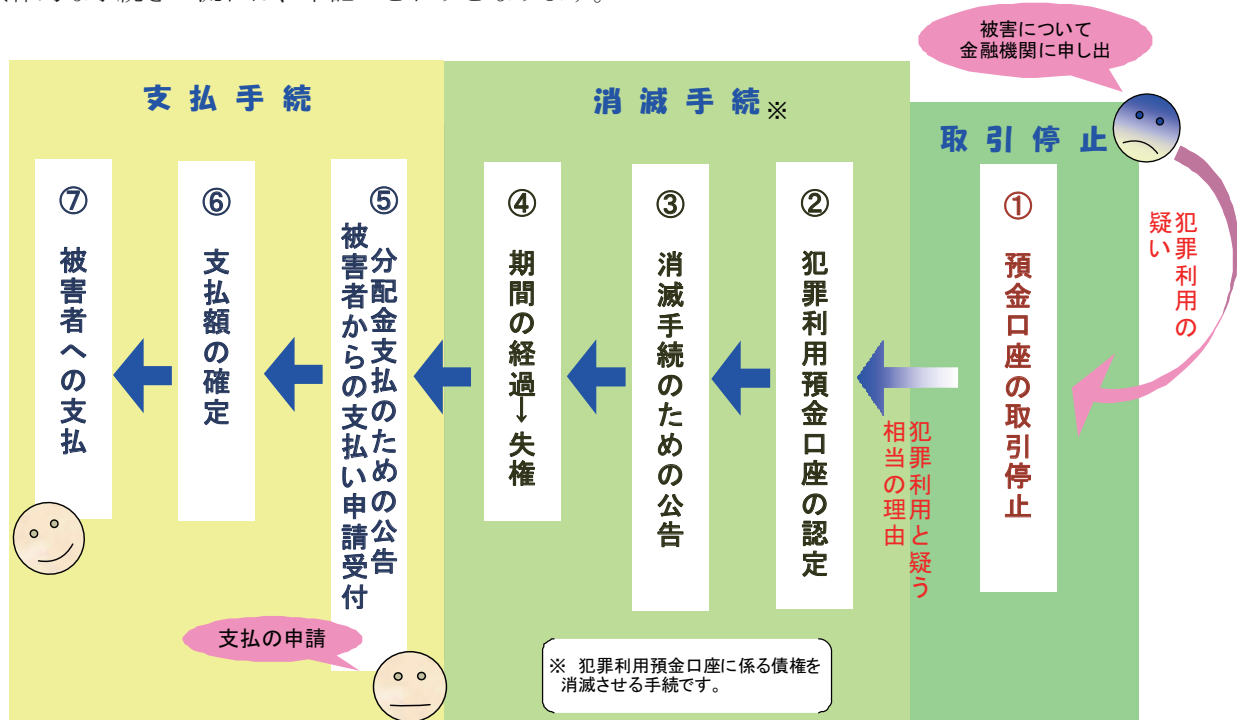 被害について
金融機関に申し出
取引停止
犯罪利用の
疑い
①預金口座の取引停止
犯罪利用と疑う
相当の理由
消滅手続※
②犯罪利用預金口座の認定
③消滅手続のための公告
④期間の経過→失権
※ 犯罪利用預金口座に係る債権を
消滅させる手続です。
支払手続
⑤分配金支払のための公告
被害者からの支払い申請受付
支払の申請
⑥支払額の確定
⑦被害者への支払